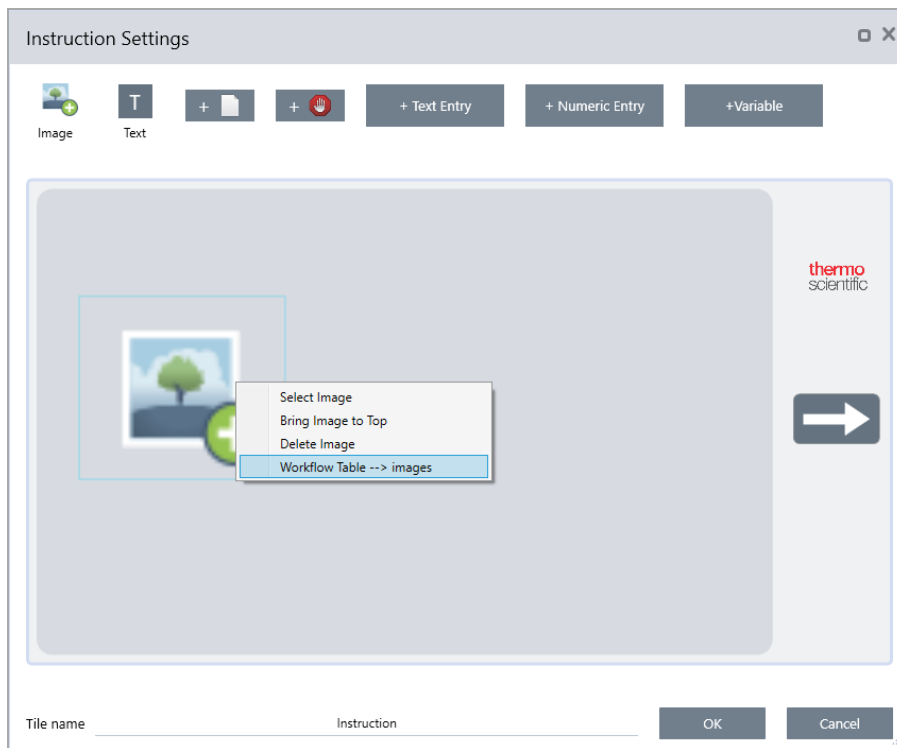 Instruction Settings
Image
T
Text
+
+
+ Text Entry
+ Numeric Entry
+Variable
thermo
scientific
Select Image
Bring Image to Top
Delete Image
Workflow Table --> images
Tile name
Instruction
OK
Cancel